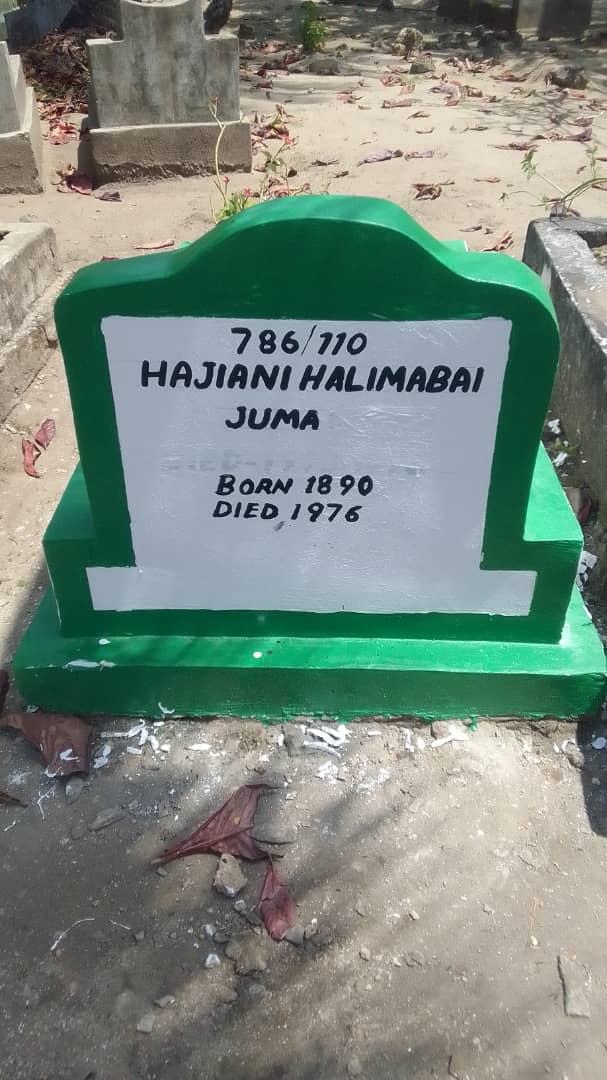 786/110
HAJIANI HALIMABAI
JUMA
BORN 1890
DIED 1976